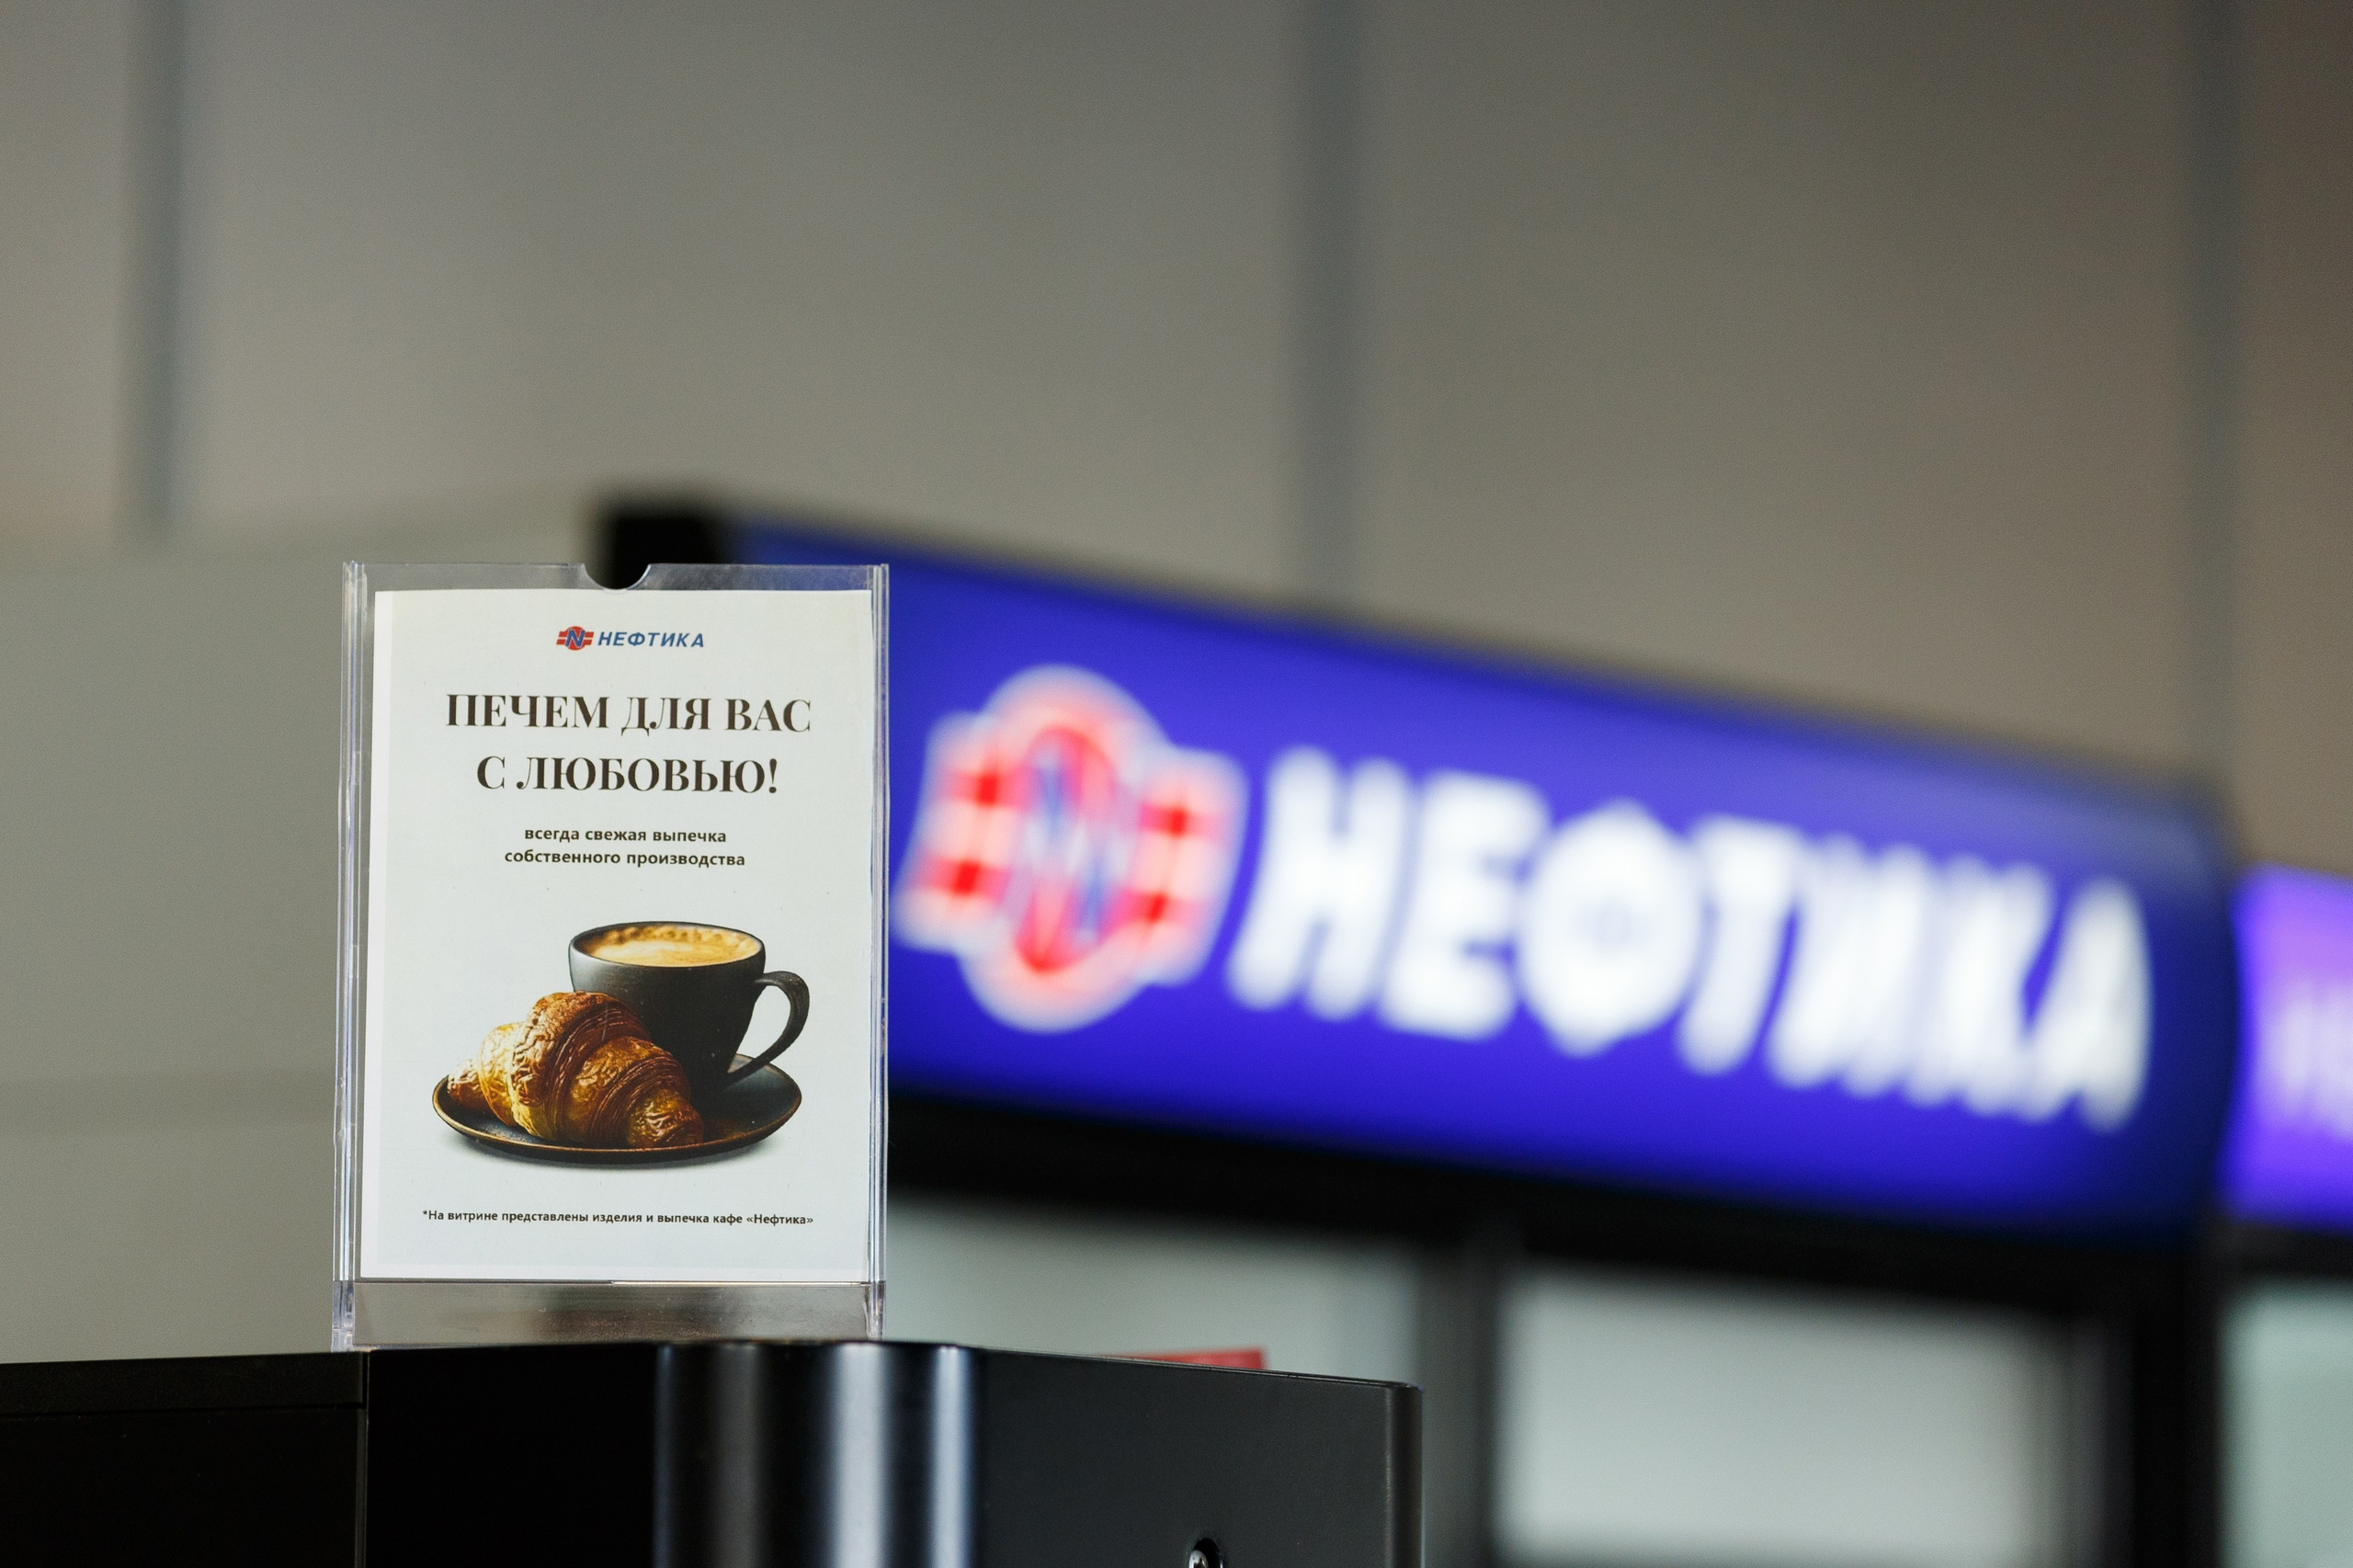 НЕФТИКА
ПЕЧЕМ ДЛЯ ВАС
С ЛЮБОВЬЮ!
всегда свежая выпечка
собственного производства
*На витрине представлены изделия и выпечка кафе «Нефтика»
НЕФТИКА